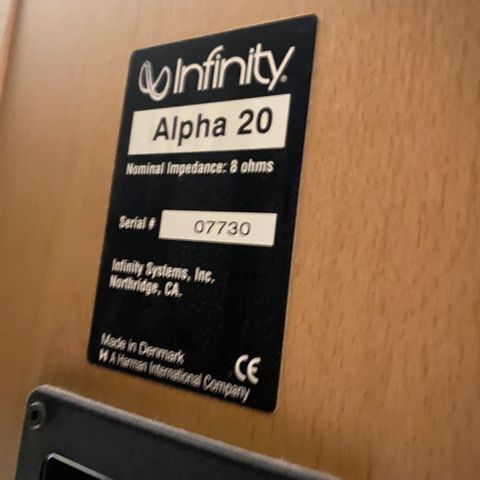 Infinity®
Alpha 20
Nominal Impedance: 8 ohms
Serial # 07730
Infinity Systems, Inc.
Northridge, CA.
Made in Denmark
H A Harman International Company
CE